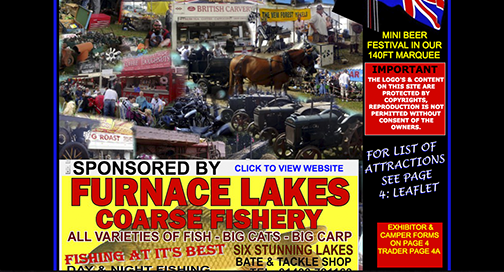 BRITISH CARVERY
THE NEW FOREST
G ROAST
SPONSORED BY
CLICK TO VIEW WEBSITE
FURNACE LAKES
COARSE FISHERY
ALL VARIETIES OF FISH - BIG CATS - BIG CARP
FISHING AT IT'S BEST
SIX STUNNING LAKES
BATE & TACKLE SHOP
DAY & NIGHT FISHING
MINI BEER
FESTIVAL IN OUR
140FT MARQUEE
IMPORTANT
THE LOGO'S & CONTENT
ON THIS SITE ARE
PROTECTED BY
COPYRIGHTS,
REPRODUCTION IS NOT
PERMITTED WITHOUT
CONSENT OF THE
OWNERS.
FOR LIST OF
ATTRACTIONS
SEE PAGE
4: LEAFLET
EXHIBITOR &
CAMPER FORMS
ON PAGE 4
TRADER PAGE 4A